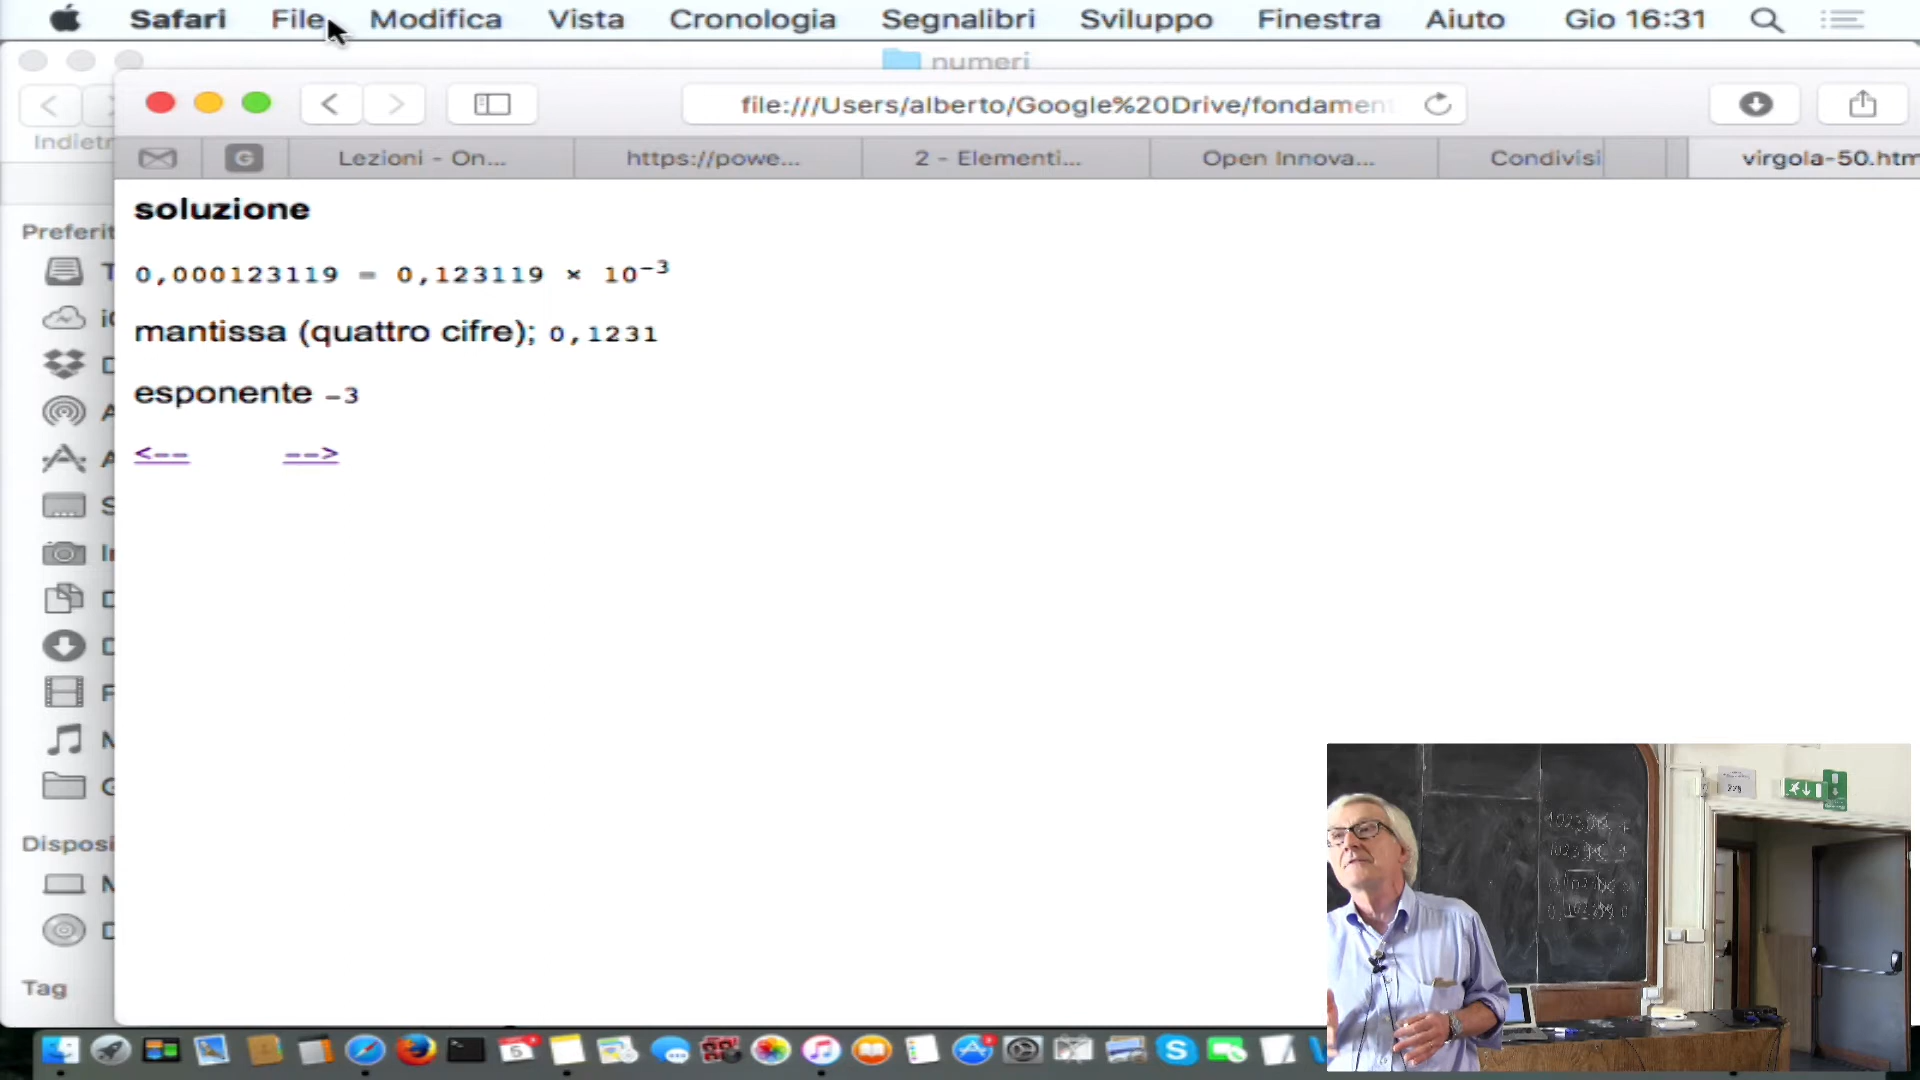 Safari File Modifica Vista Cronologia Segnalibri Sviluppo Finestra Aiuto Gio 16:31
numeri
file:///Users/alberto/Google%20Drive/fondament
Indietr
G Lezioni - On... https://powe... 2 - Elementi... Open Innova... Condivisi virgola-50.htm
soluzione
Preferit
0,000123119 = 0,123119 × 10⁻³
mantissa (quattro cifre); 0,1231
esponente -3
<-- -->
Disposi
Tag